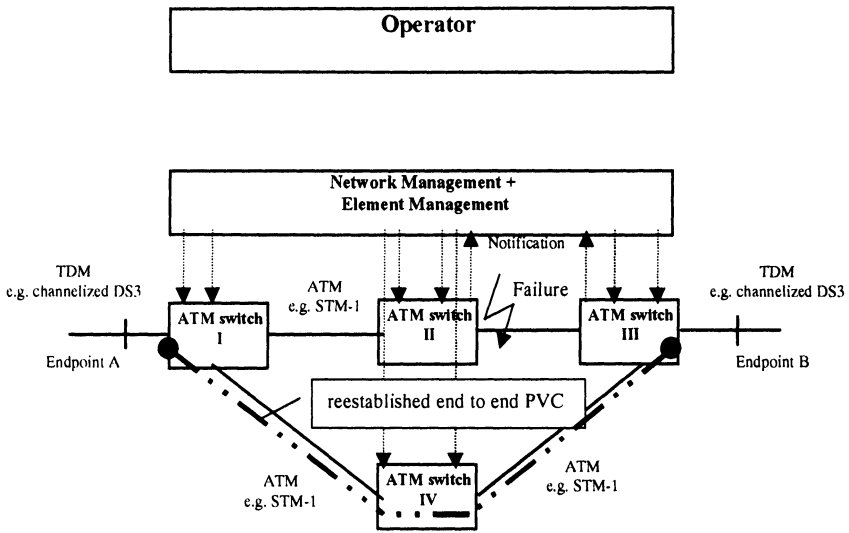 Operator
Network Management +
Element Management
Notification
TDM
e.g. channelized DS3
ATM
e.g. STM-1
Failure
TDM
e.g. channelized DS3
ATM switch
I
ATM switch
II
ATM switch
III
Endpoint A
Endpoint B
reestablished end to end PVC
ATM
e.g. STM-1
ATM switch
IV
ATM
e.g. STM-1